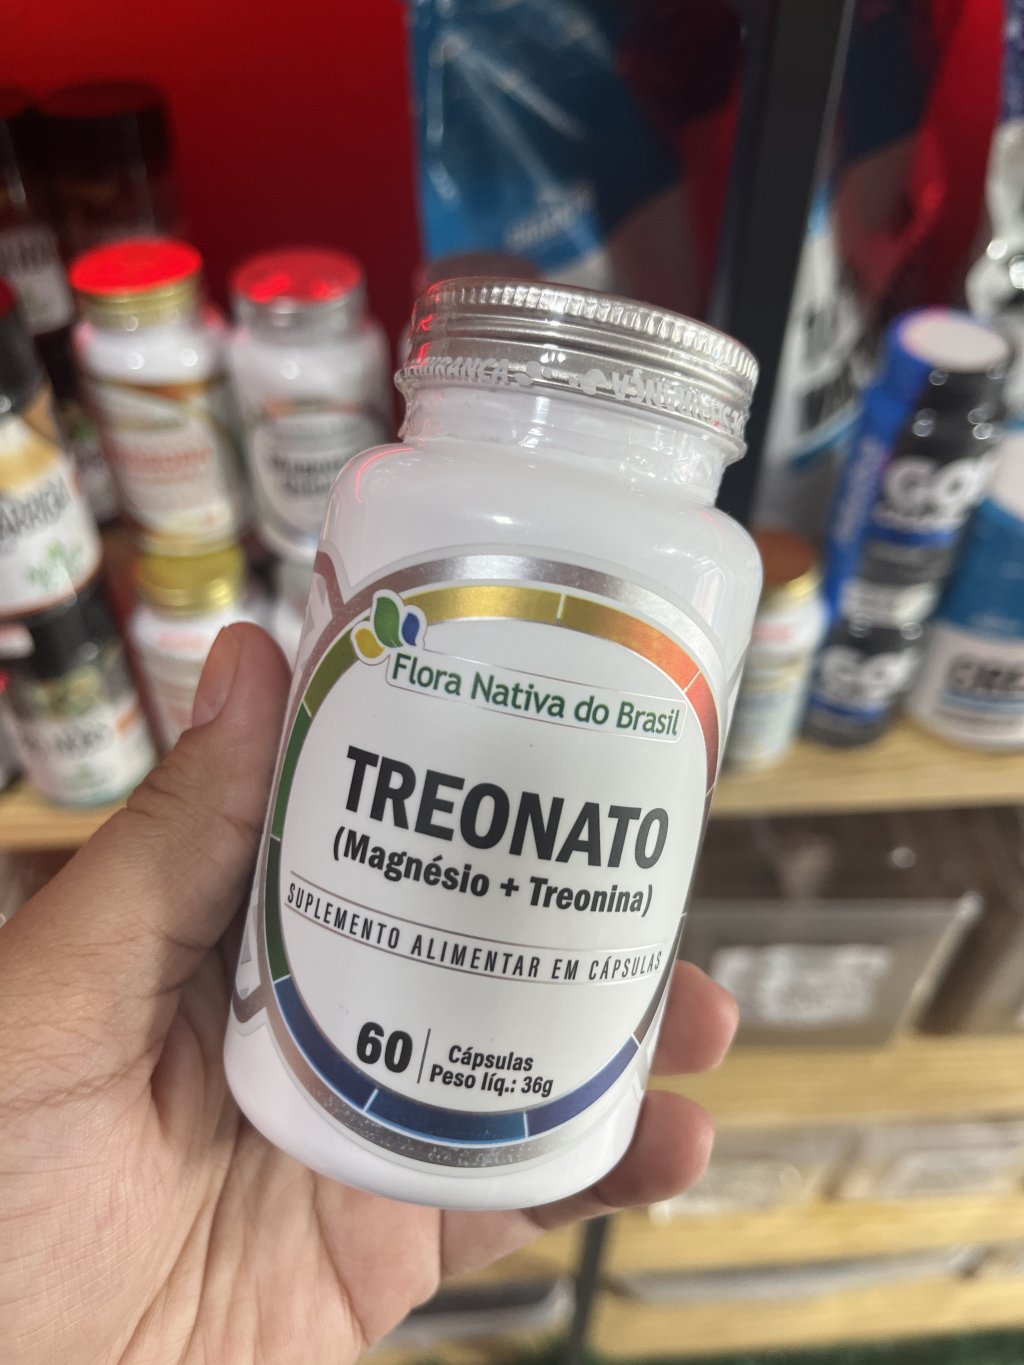 Flora Nativa do Brasil
TREONATO
(Magnésio + Treonina)
SUPLEMENTO ALIMENTAR EM CÁPSULAS
60
Cápsulas
Peso líq.: 36g